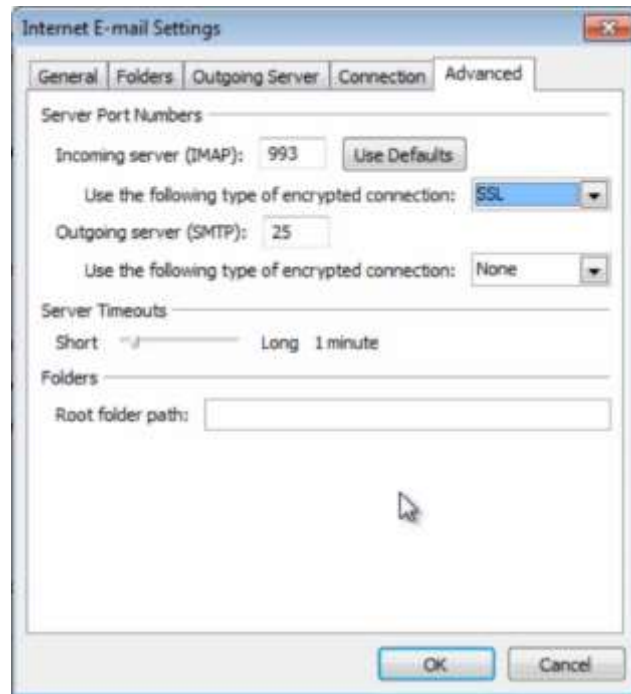 Internet E-mail Settings
General Folders Outgoing Server Connection Advanced
Server Port Numbers
Incoming server (IMAP): 993 Use Defaults
Use the following type of encrypted connection: SSL
Outgoing server (SMTP): 25
Use the following type of encrypted connection: None
Server Timeouts
Short Long 1 minute
Folders
Root folder path:
OK Cancel